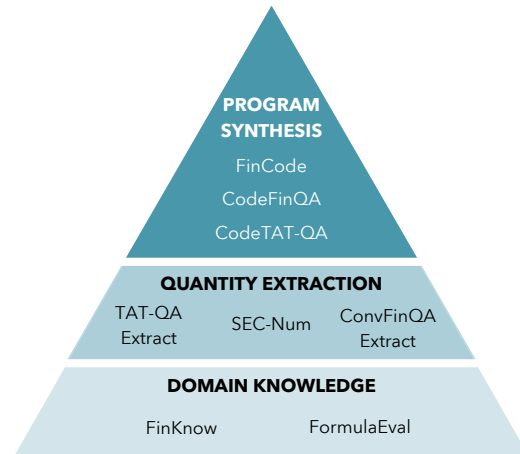 PROGRAM
SYNTHESIS
FinCode
CodeFinQA
CodeTAT-QA
QUANTITY EXTRACTION
TAT-QA
Extract
SEC-Num
ConvFinQA
Extract
DOMAIN KNOWLEDGE
FinKnow
FormulaEval